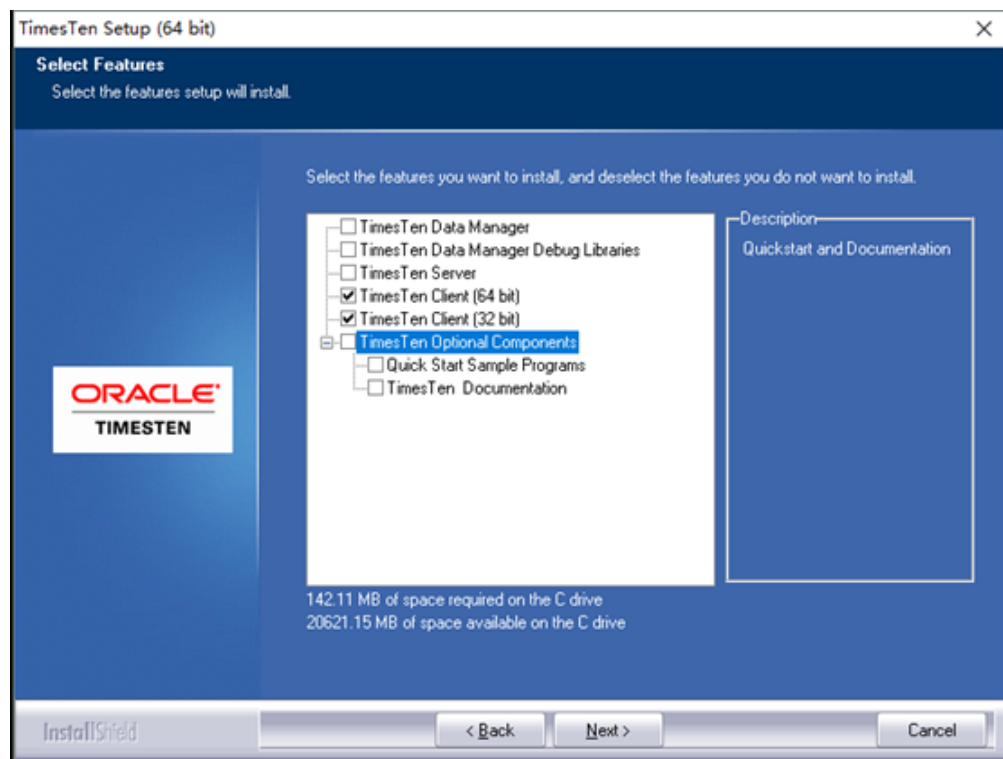 TimesTen Setup (64 bit)
Select Features
Select the features setup will install.
Select the features you want to install, and deselect the features you do not want to install.
TimesTen Data Manager
TimesTen Data Manager Debug Libraries
TimesTen Server
TimesTen Client (64 bit)
TimesTen Client (32 bit)
TimesTen Optional Components
Quick Start Sample Programs
TimesTen Documentation
Description
Quickstart and Documentation
ORACLE
TIMESTEN
142.11 MB of space required on the C drive
20621.15 MB of space available on the C drive
InstallShield
< Back
Next >
Cancel